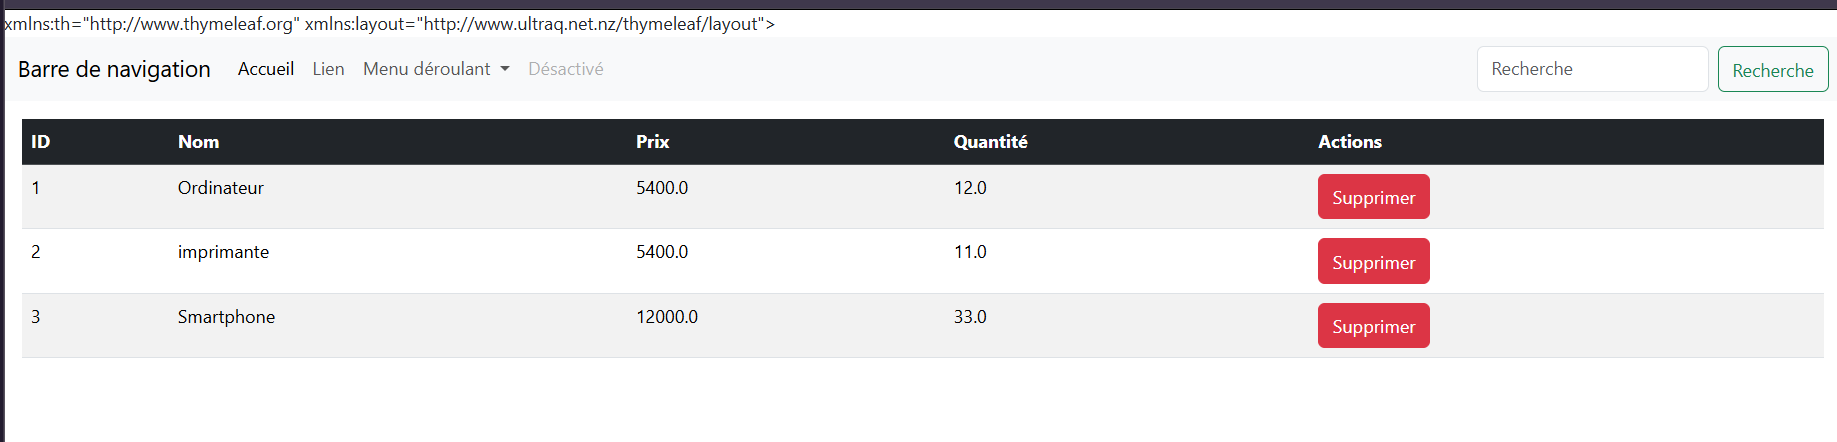 xmlns:th="http://www.thymeleaf.org" xmlns:layout="http://www.ultraq.net.nz/thymeleaf/layout">
Barre de navigation Accueil Lien Menu déroulant Désactivé Recherche Recherche
ID Nom Prix Quantité Actions
1 Ordinateur 5400.0 12.0 Supprimer
2 imprimante 5400.0 11.0 Supprimer
3 Smartphone 12000.0 33.0 Supprimer